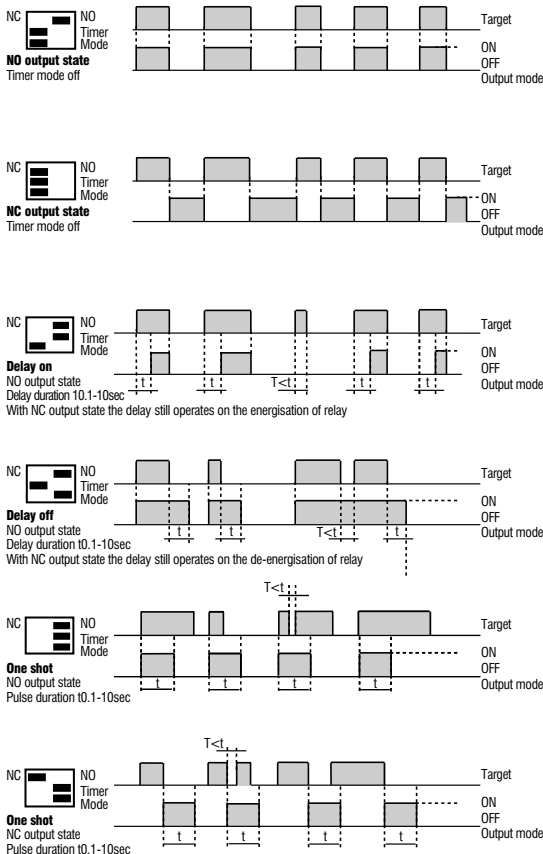 NC NO Target
Timer
Mode ON
NO output state OFF
Timer mode off Output mode
NC NO Target
Timer
Mode ON
NC output state OFF
Timer mode off Output mode
NC NO Target
Timer
Mode ON
Delay on OFF
NO output state t t T<t t t Output mode
Delay duration 10.1-10sec
With NC output state the delay still operates on the energisation of relay
NC NO Target
Timer
Mode ON
Delay off OFF
NO output state t t T<t t Output mode
Delay duration t0.1-10sec
With NC output state the delay still operates on the de-energisation of relay
T<t
NC NO Target
Timer
Mode ON
One shot OFF
NO output state t t t t Output mode
Pulse duration t0.1-10sec
T<t
NC NO Target
Timer
Mode ON
One shot OFF
NC output state t t t t Output mode
Pulse duration t0.1-10sec